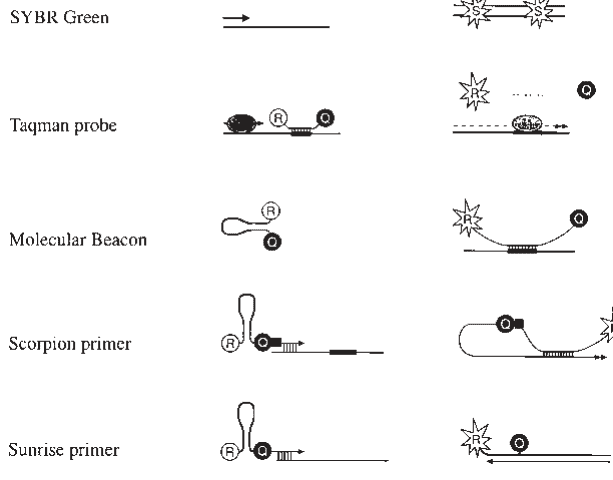 SYBR Green
S S
R Q
Taqman probe R Q
R
Molecular Beacon Q
R Q
Scorpion primer R Q Q
Sunrise primer R Q R Q